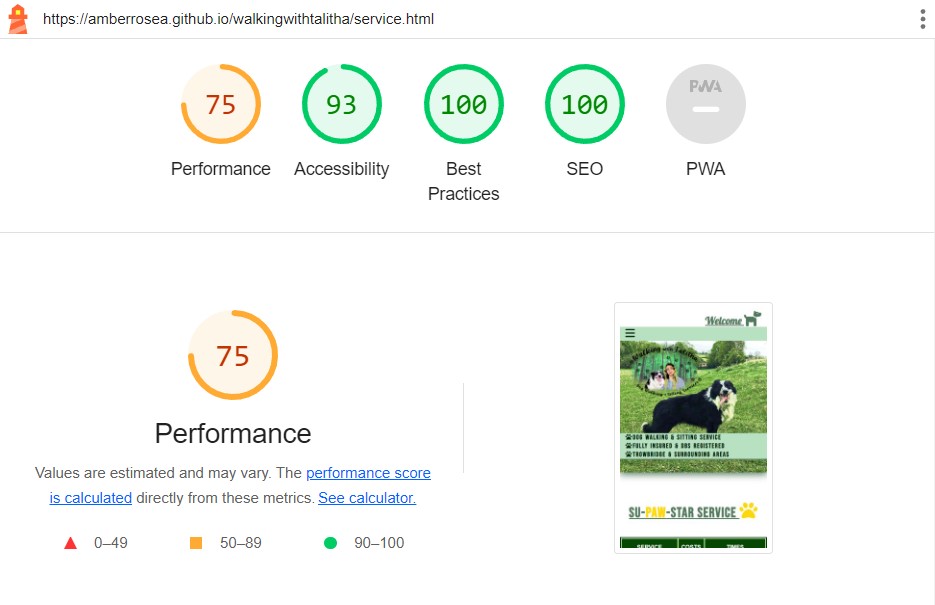 https://amberrosea.github.io/walkingwithtalitha/service.html
75
93
100
100
PWA
Performance
Accessibility
Best
Practices
SEO
PWA
75
Performance
Values are estimated and may vary. The performance score
is calculated directly from these metrics. See calculator.
0–49
50–89
90–100
Welcome
Walking with Talitha
DOG WALKING & SITTING SERVICE
FULLY INSURED & DBS REGISTERED
TROWBRIDGE & SURROUNDING AREAS
SU-PAW-STAR SERVICE
SERVICE COSTS TIMES